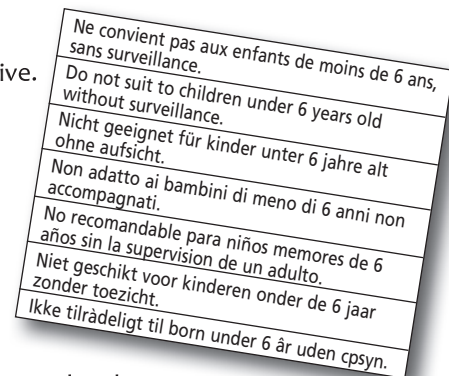 ive.
Ne convient pas aux enfants de moins de 6 ans,
sans surveillance.
Do not suit to children under 6 years old
without surveillance.
Nicht geeignet für kinder unter 6 jahre alt
ohne aufsicht.
Non adatto ai bambini di meno di 6 anni non
accompagnati.
No recomandable para niños memores de 6
años sin la supervision de un adulto.
Niet geschikt voor kinderen onder de 6 jaar
zonder toezicht.
Ikke tilràdeligt til born under 6 âr uden cpsyn.